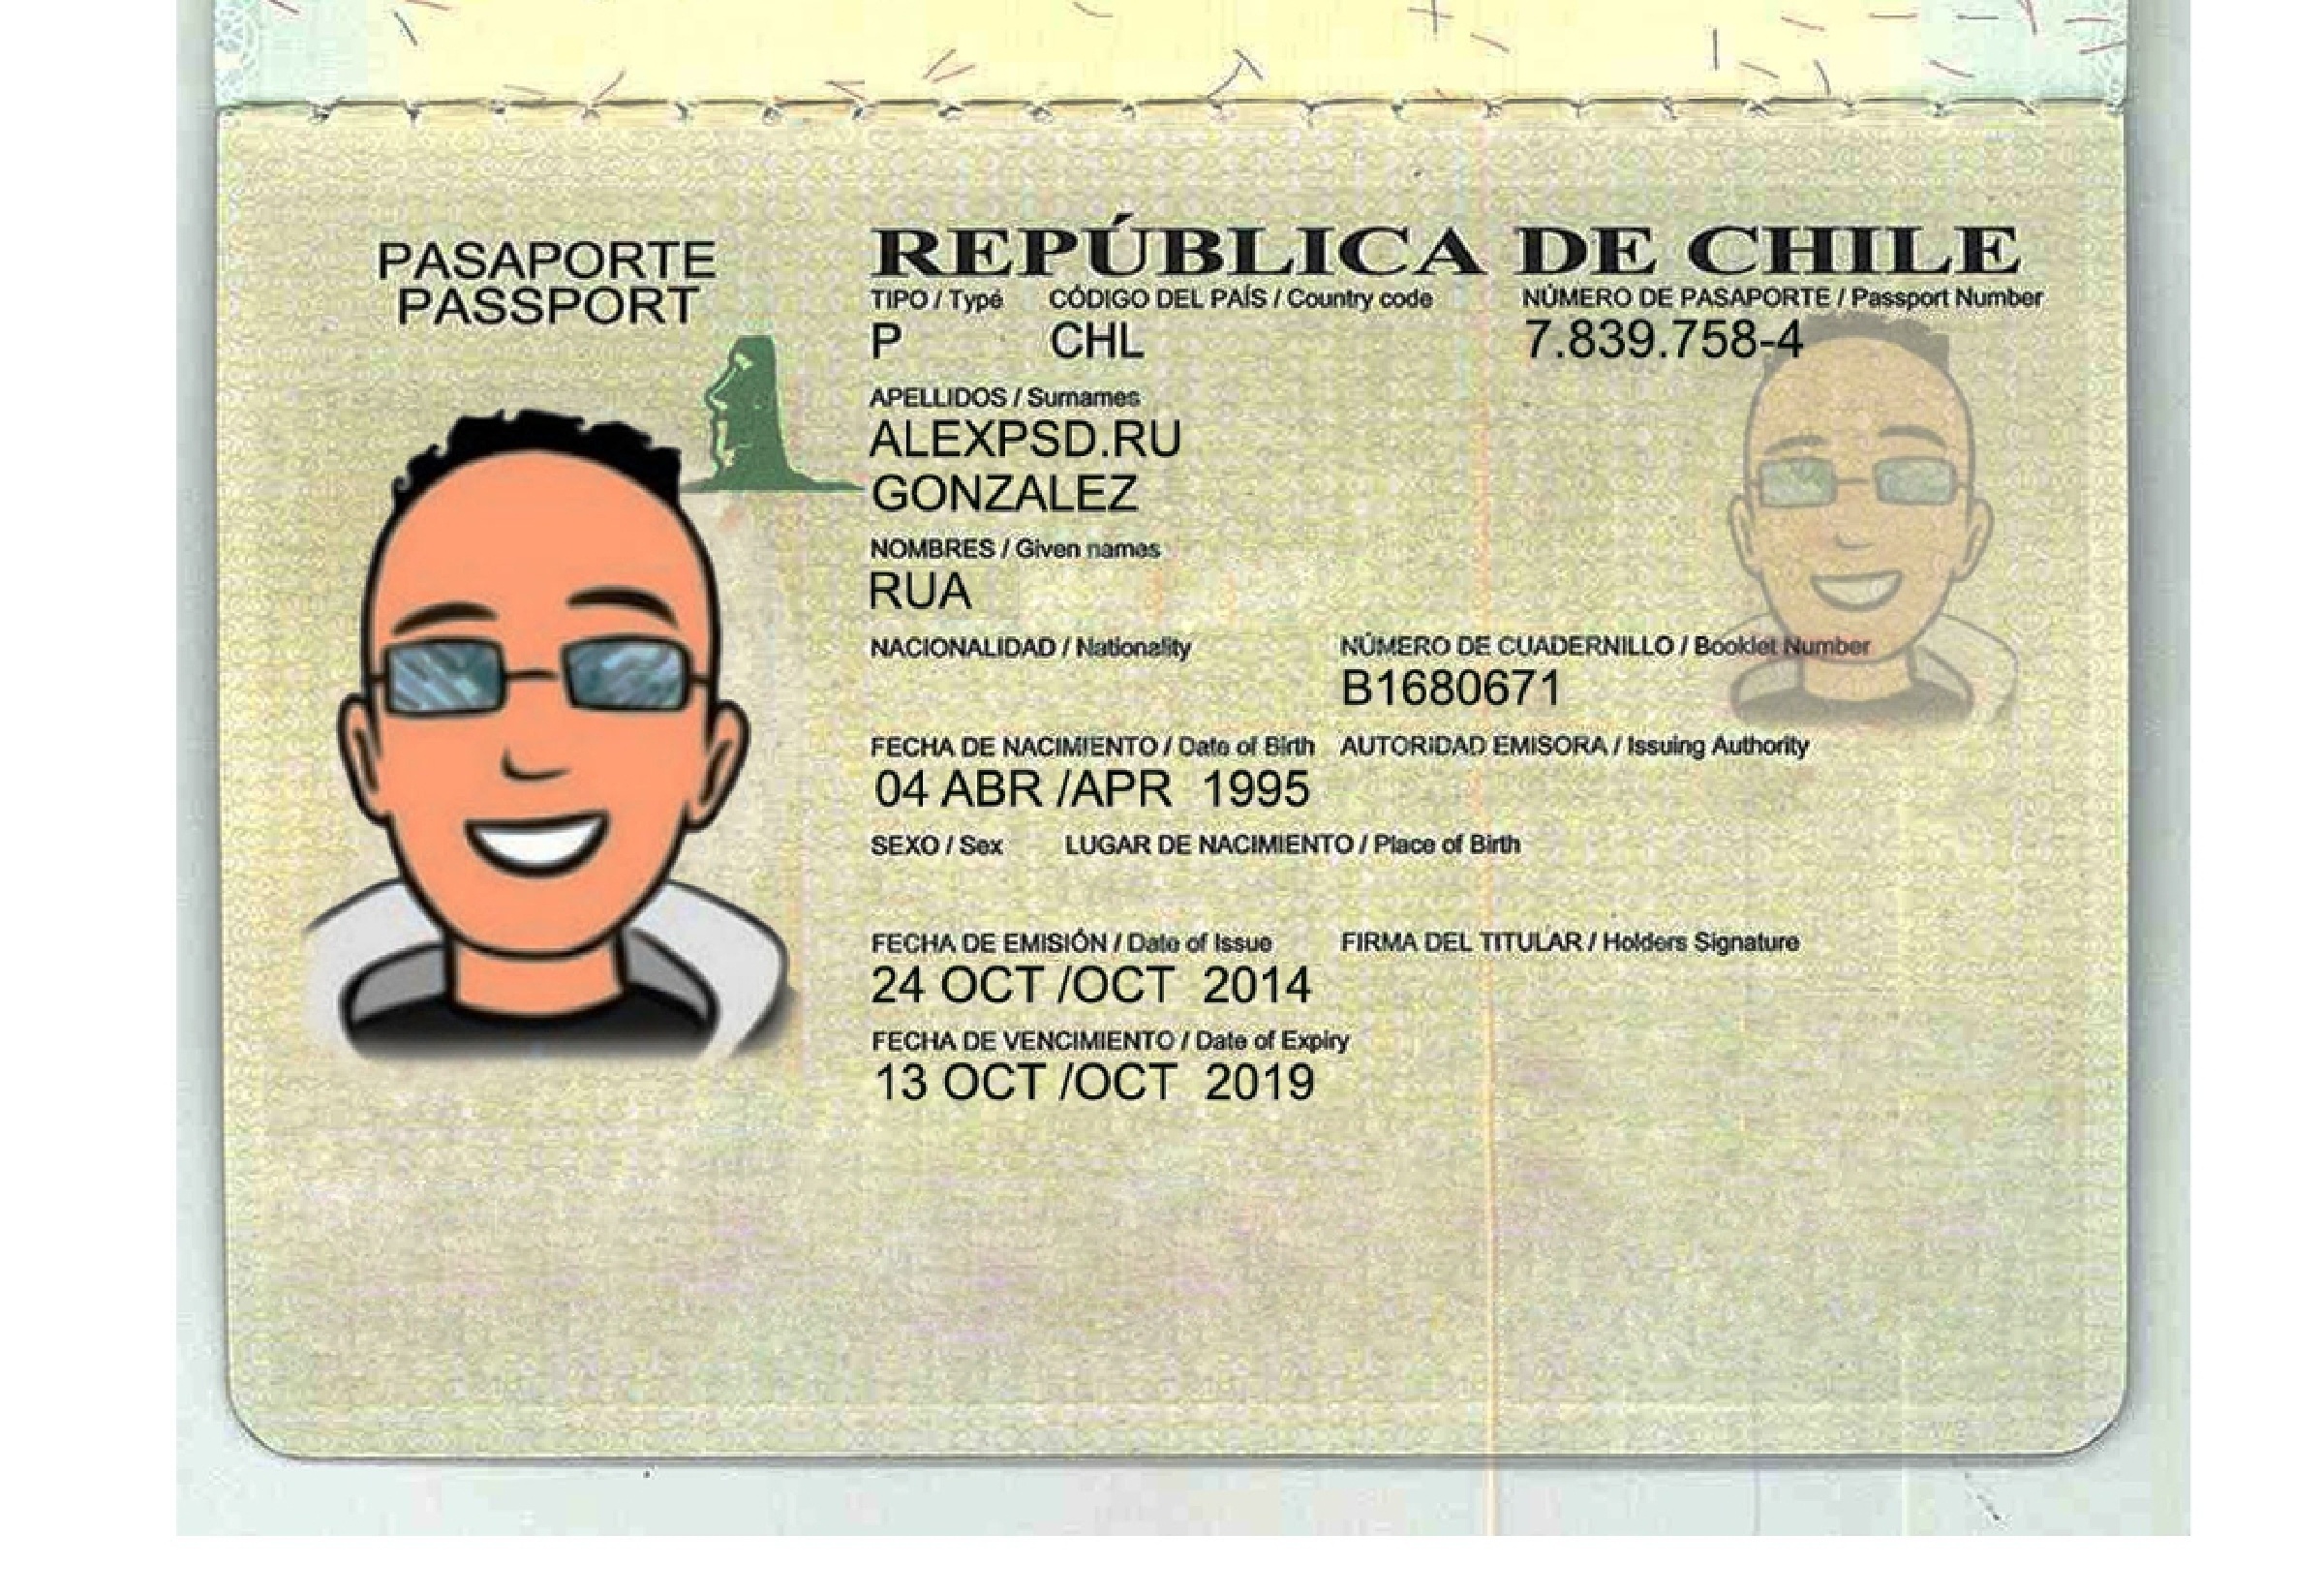 PASAPORTE
PASSPORT
REPÚBLICA DE CHILE
TIPO / Typé CÓDIGO DEL PAÍS / Country code NÚMERO DE PASAPORTE / Passport Number
P CHL 7.839.758-4
APELLIDOS / Surnames
ALEXPSD.RU
GONZALEZ
NOMBRES / Given names
RUA
NACIONALIDAD / Nationality NÚMERO DE CUADERNILLO / Booklet Number
B1680671
FECHA DE NACIMIENTO / Date of Birth AUTORIDAD EMISORA / Issuing Authority
04 ABR /APR 1995
SEXO / Sex LUGAR DE NACIMIENTO / Place of Birth
FECHA DE EMISIÓN / Date of Issue FIRMA DEL TITULAR / Holders Signature
24 OCT /OCT 2014
FECHA DE VENCIMIENTO / Date of Expiry
13 OCT /OCT 2019